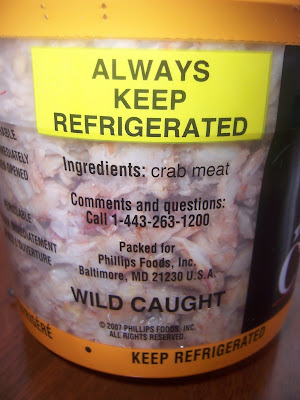 ALWAYS
KEEP
REFRIGERATED
Ingredients: crab meat
Comments and questions:
Call 1-443-263-1200
Packed for
Phillips Foods, Inc.
Baltimore, MD 21230 U.S.A.
WILD CAUGHT
© 2007 PHILLIPS FOODS, INC.
ALL RIGHTS RESERVED.
KEEP REFRIGERATED
OPENED